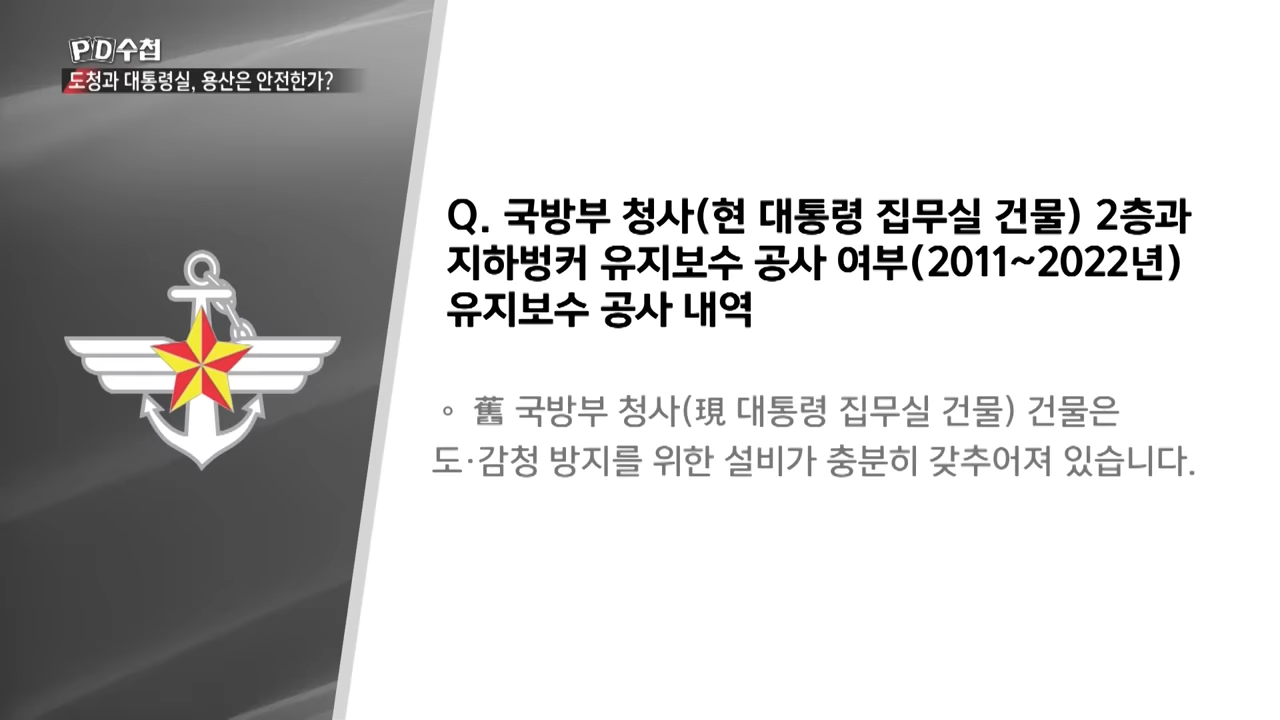 PD수첩
도청과 대통령실, 용산은 안전한가?
Q. 국방부 청사(현 대통령 집무실 건물) 2층과
지하벙커 유지보수 공사 여부(2011~2022년)
유지보수 공사 내역
◦ 舊 국방부 청사(現 대통령 집무실 건물) 건물은
도·감청 방지를 위한 설비가 충분히 갖추어져 있습니다.